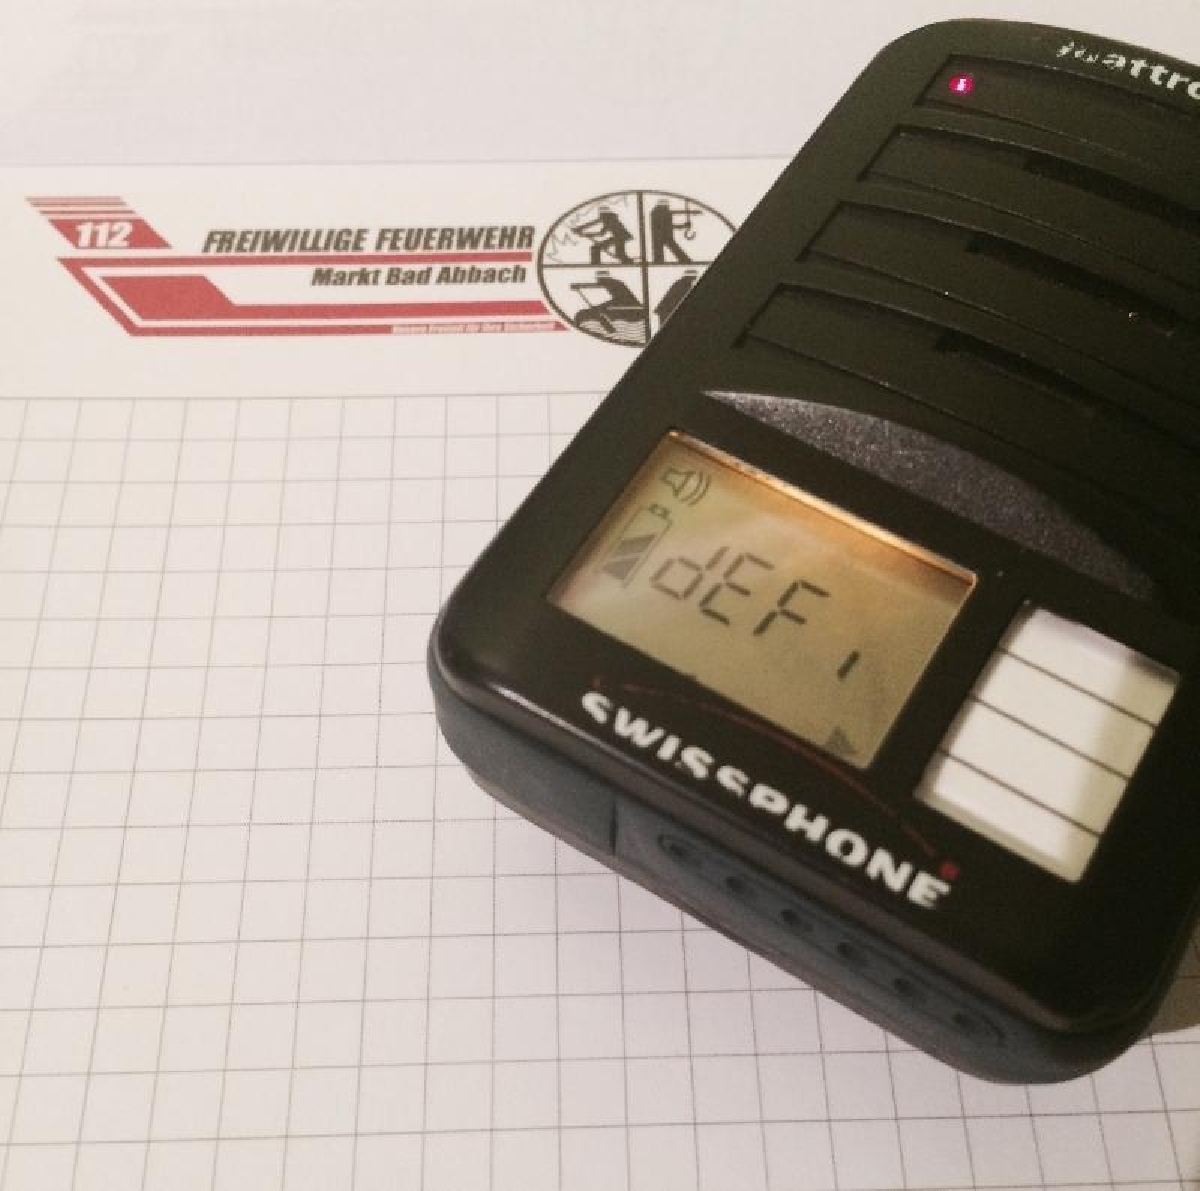 112
FREIWILLIGE FEUERWEHR
Markt Bad Abbach
dEF,
SWISSPHONE